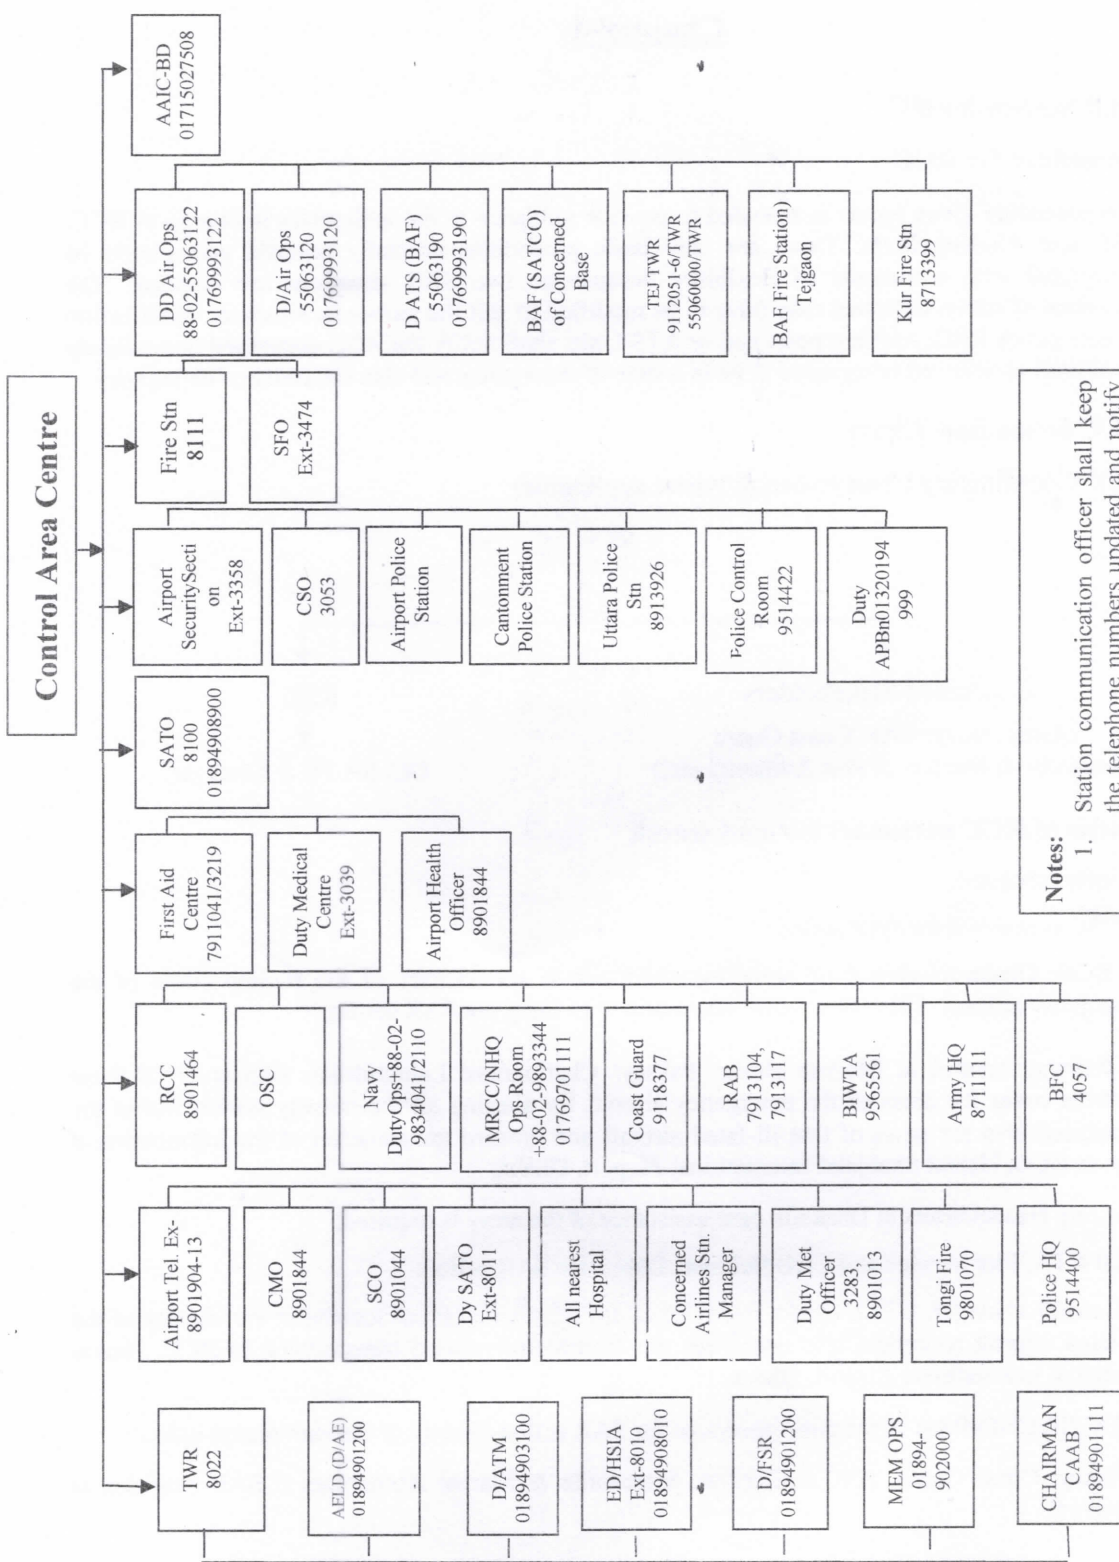 Control Area Centre
TWR
8022
AELD (D/AE)
01894901200
D/ATM
01894903100
ED/HSIA
Ext-8010
01894908010
D/FSR
01894901200
MEM OPS
01894-
902000
CHAIRMAN
CAAB
01894901111
Airport Tel. Ex-
8901904-13
CMO
8901844
SCO
8901044
Dy SATO
Ext-8011
All nearest
Hospital
Concerned
Airlines Stn.
Manager
Duty Met
Officer
3283,
8901013
Tongi Fire
9801070
Police HQ
9514400
RCC
8901464
OSC
Navy
DutyOps+88-02-
9834041/2110
MRCC/NHQ
Ops Room
+88-02-9893344
01769701111
Coast Guard
9118377
RAB
7913104,
7913117
BIWTA
9565561
Army HQ
8711111
BFC
4057
First Aid
Centre
7911041/3219
Duty Medical
Centre
Ext-3039
Airport Health
Officer
8901844
SATO
8100
01894908900
Airport
SecuritySecti
on
Ext-3358
CSO
3053
Airport Police
Station
Cantonment
Police Station
Uttara Police
Stn
8913926
Police Control
Room
9514422
Duty
APBn01320194
999
Fire Stn
8111
SFO
Ext-3474
DD Air Ops
88-02-55063122
01769993122
D/Air Ops
55063120
01769993120
D ATS (BAF)
55063190
01769993190
BAF (SATCO)
of Concerned
Base
TEJ TWR
9112051-6/TWR
55060000/TWR
BAF Fire Station)
Tejgaon
Kur Fire Stn
8713399
AAIC-BD
01715027508
Notes:
1. Station communication officer shall keep
the telephone numbers updated and notify